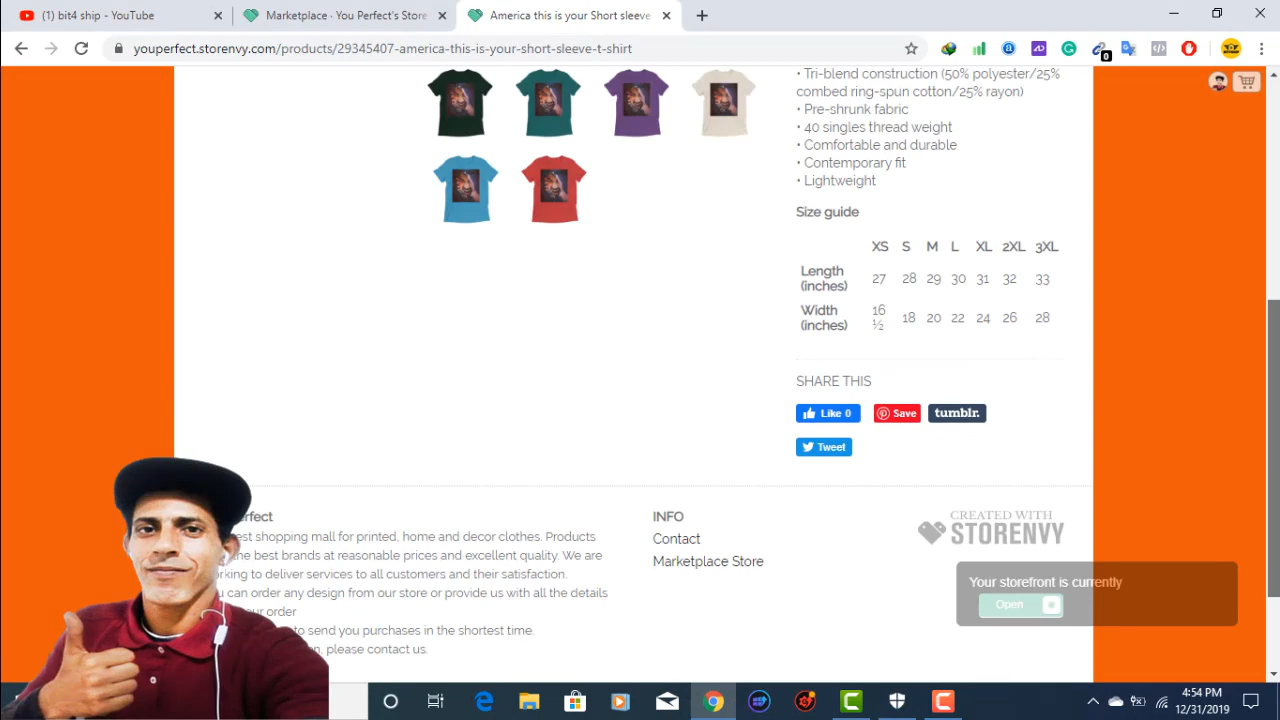 (1) bit4 ship - YouTube
Marketplace · You Perfect's Store
America this is your Short sleeve
youperfect.storenvy.com/products/29345407-america-this-is-your-short-sleeve-t-shirt
0
• Tri-blend construction (50% polyester/25%
combed ring-spun cotton/25% rayon)
• Pre-shrunk fabric
• 40 singles thread weight
• Comfortable and durable
• Contemporary fit
• Lightweight
Size guide
XS S M L XL 2XL 3XL
Length (inches) 27 28 29 30 31 32 33
Width (inches) 16 ½ 18 20 22 24 26 28
SHARE THIS
Like 0
Save
tumblr.
Tweet
shopping mall for printed, home and decor clothes. Products
the best brands at reasonable prices and excellent quality. We are
to deliver services to all customers and their satisfaction.
can order any design from our store or provide us with all the details
order
to send you purchases in the shortest time.
please contact us.
INFO
Contact
Marketplace Store
CREATED WITH
STORENVY
Your storefront is currently
Open
4:54 PM
12/31/2019